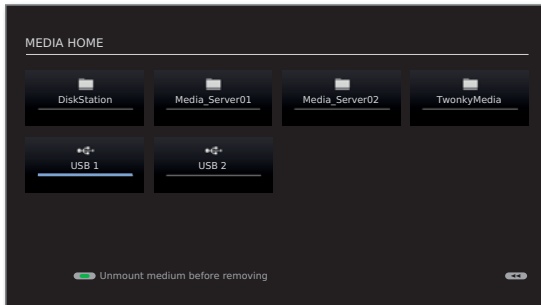 MEDIA HOME
DiskStation
Media_Server01
Media_Server02
TwonkyMedia
USB 1
USB 2
Unmount medium before removing